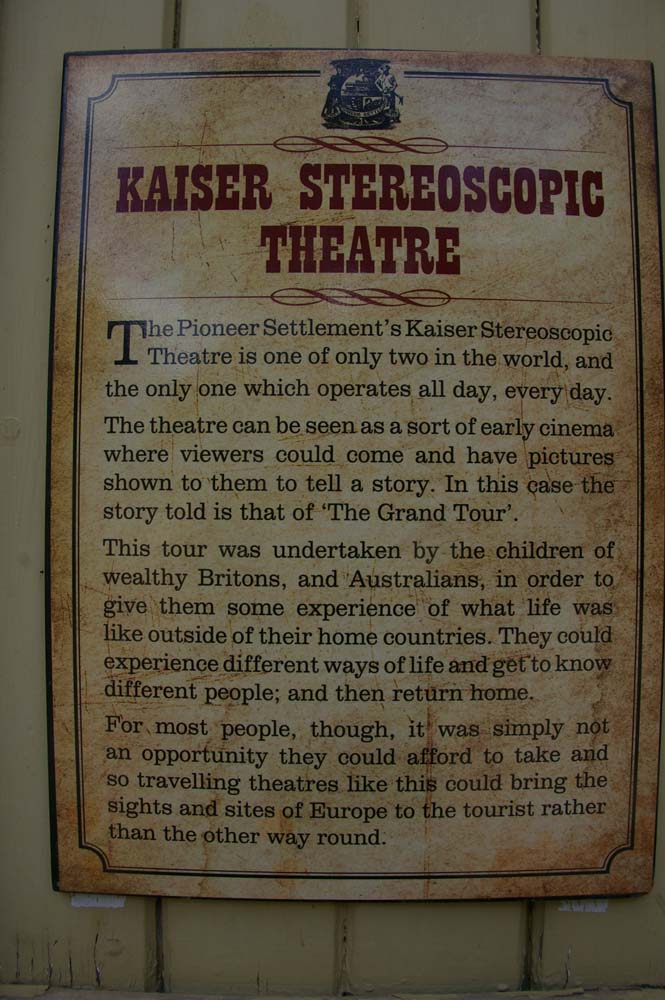 KAISER STEREOSCOPIC
THEATRE
The Pioneer Settlement's Kaiser Stereoscopic
Theatre is one of only two in the world, and
the only one which operates all day, every day.
The theatre can be seen as a sort of early cinema
where viewers could come and have pictures
shown to them to tell a story. In this case the
story told is that of 'The Grand Tour'.
This tour was undertaken by the children of
wealthy Britons, and Australians, in order to
give them some experience of what life was
like outside of their home countries. They could
experience different ways of life and get to know
different people; and then return home.
For most people, though, it was simply not
an opportunity they could afford to take and
so travelling theatres like this could bring the
sights and sites of Europe to the tourist rather
than the other way round.